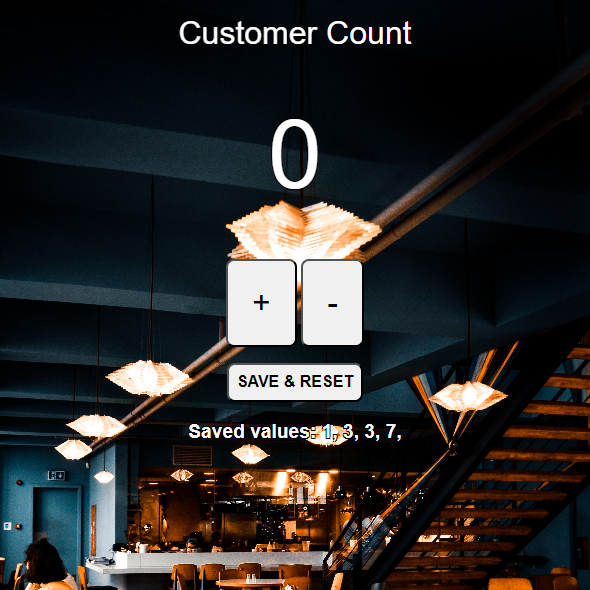 Customer Count
0
+ -
SAVE & RESET
Saved values: 1, 3, 3, 7,